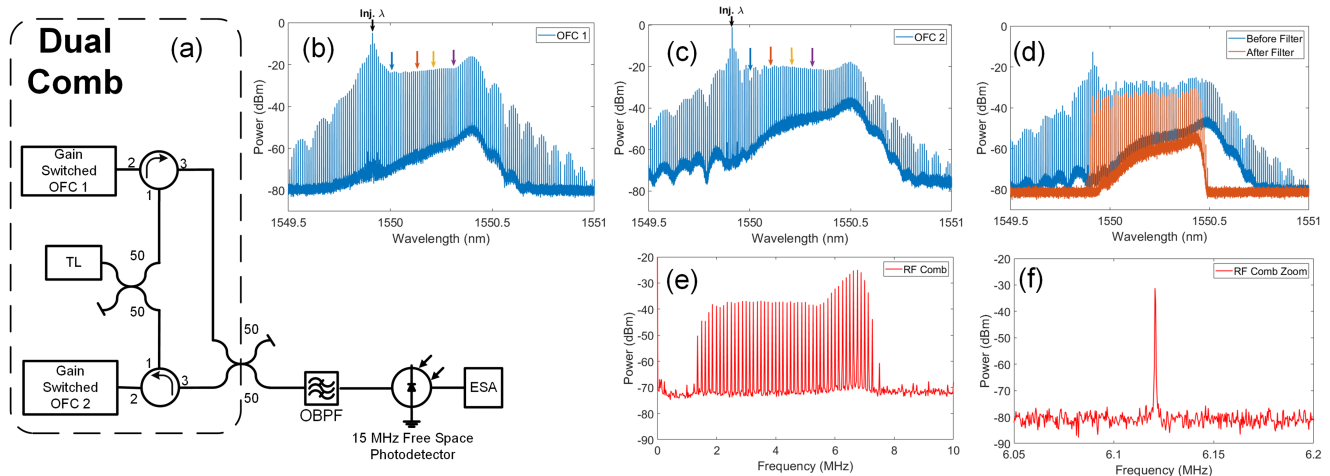 Dual
Comb
(a)
Gain
Switched
OFC 1
2
3
1
TL
50
50
1
Gain
Switched
OFC 2
2
3
50
50
OBPF
ESA
15 MHz Free Space
Photodetector
Inj. λ
(b)
OFC 1
0
-20
-40
-60
-80
Power (dBm)
1549.5
1550
1550.5
1551
Wavelength (nm)
Inj. λ
(c)
OFC 2
0
-20
-40
-60
-80
Power (dBm)
1549.5
1550
1550.5
1551
Wavelength (nm)
(d)
Before Filter
After Filter
0
-20
-40
-60
-80
Power (dBm)
1549.5
1550
1550.5
1551
Wavelength (nm)
(e)
RF Comb
-20
-30
-40
-50
-60
-70
-80
-90
Power (dBm)
0
2
4
6
8
10
Frequency (MHz)
(f)
RF Comb Zoom
-20
-30
-40
-50
-60
-70
-80
-90
Power (dBm)
6.05
6.1
6.15
6.2
Frequency (MHz)